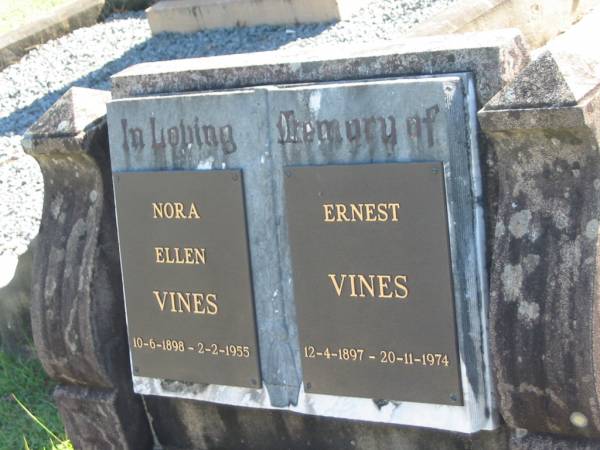 In Loving Memory of
NORA
ELLEN
VINES
10-6-1898 - 2-2-1955
ERNEST
VINES
12-4-1897 - 20-11-1974